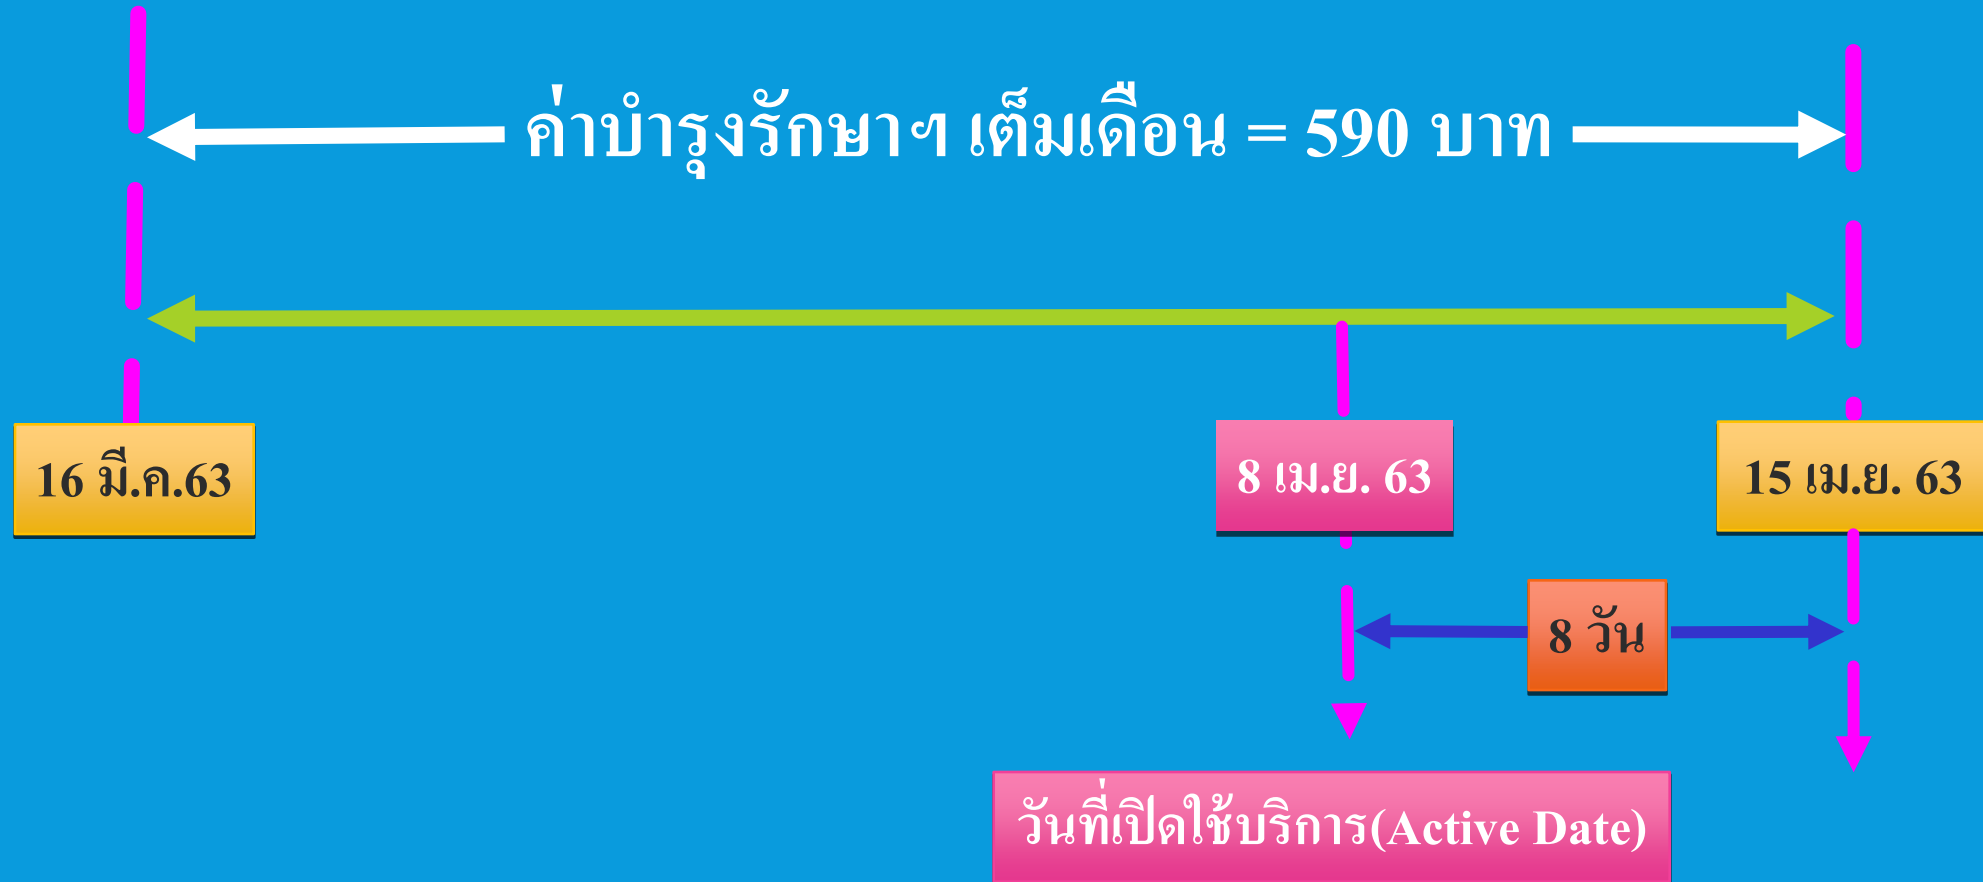 ค่าบำรุงรักษาฯ เต็มเดือน = 590 บาท
16 มี.ค.63
8 เม.ย. 63
15 เม.ย. 63
8 วัน
วันที่เปิดใช้บริการ(Active Date)